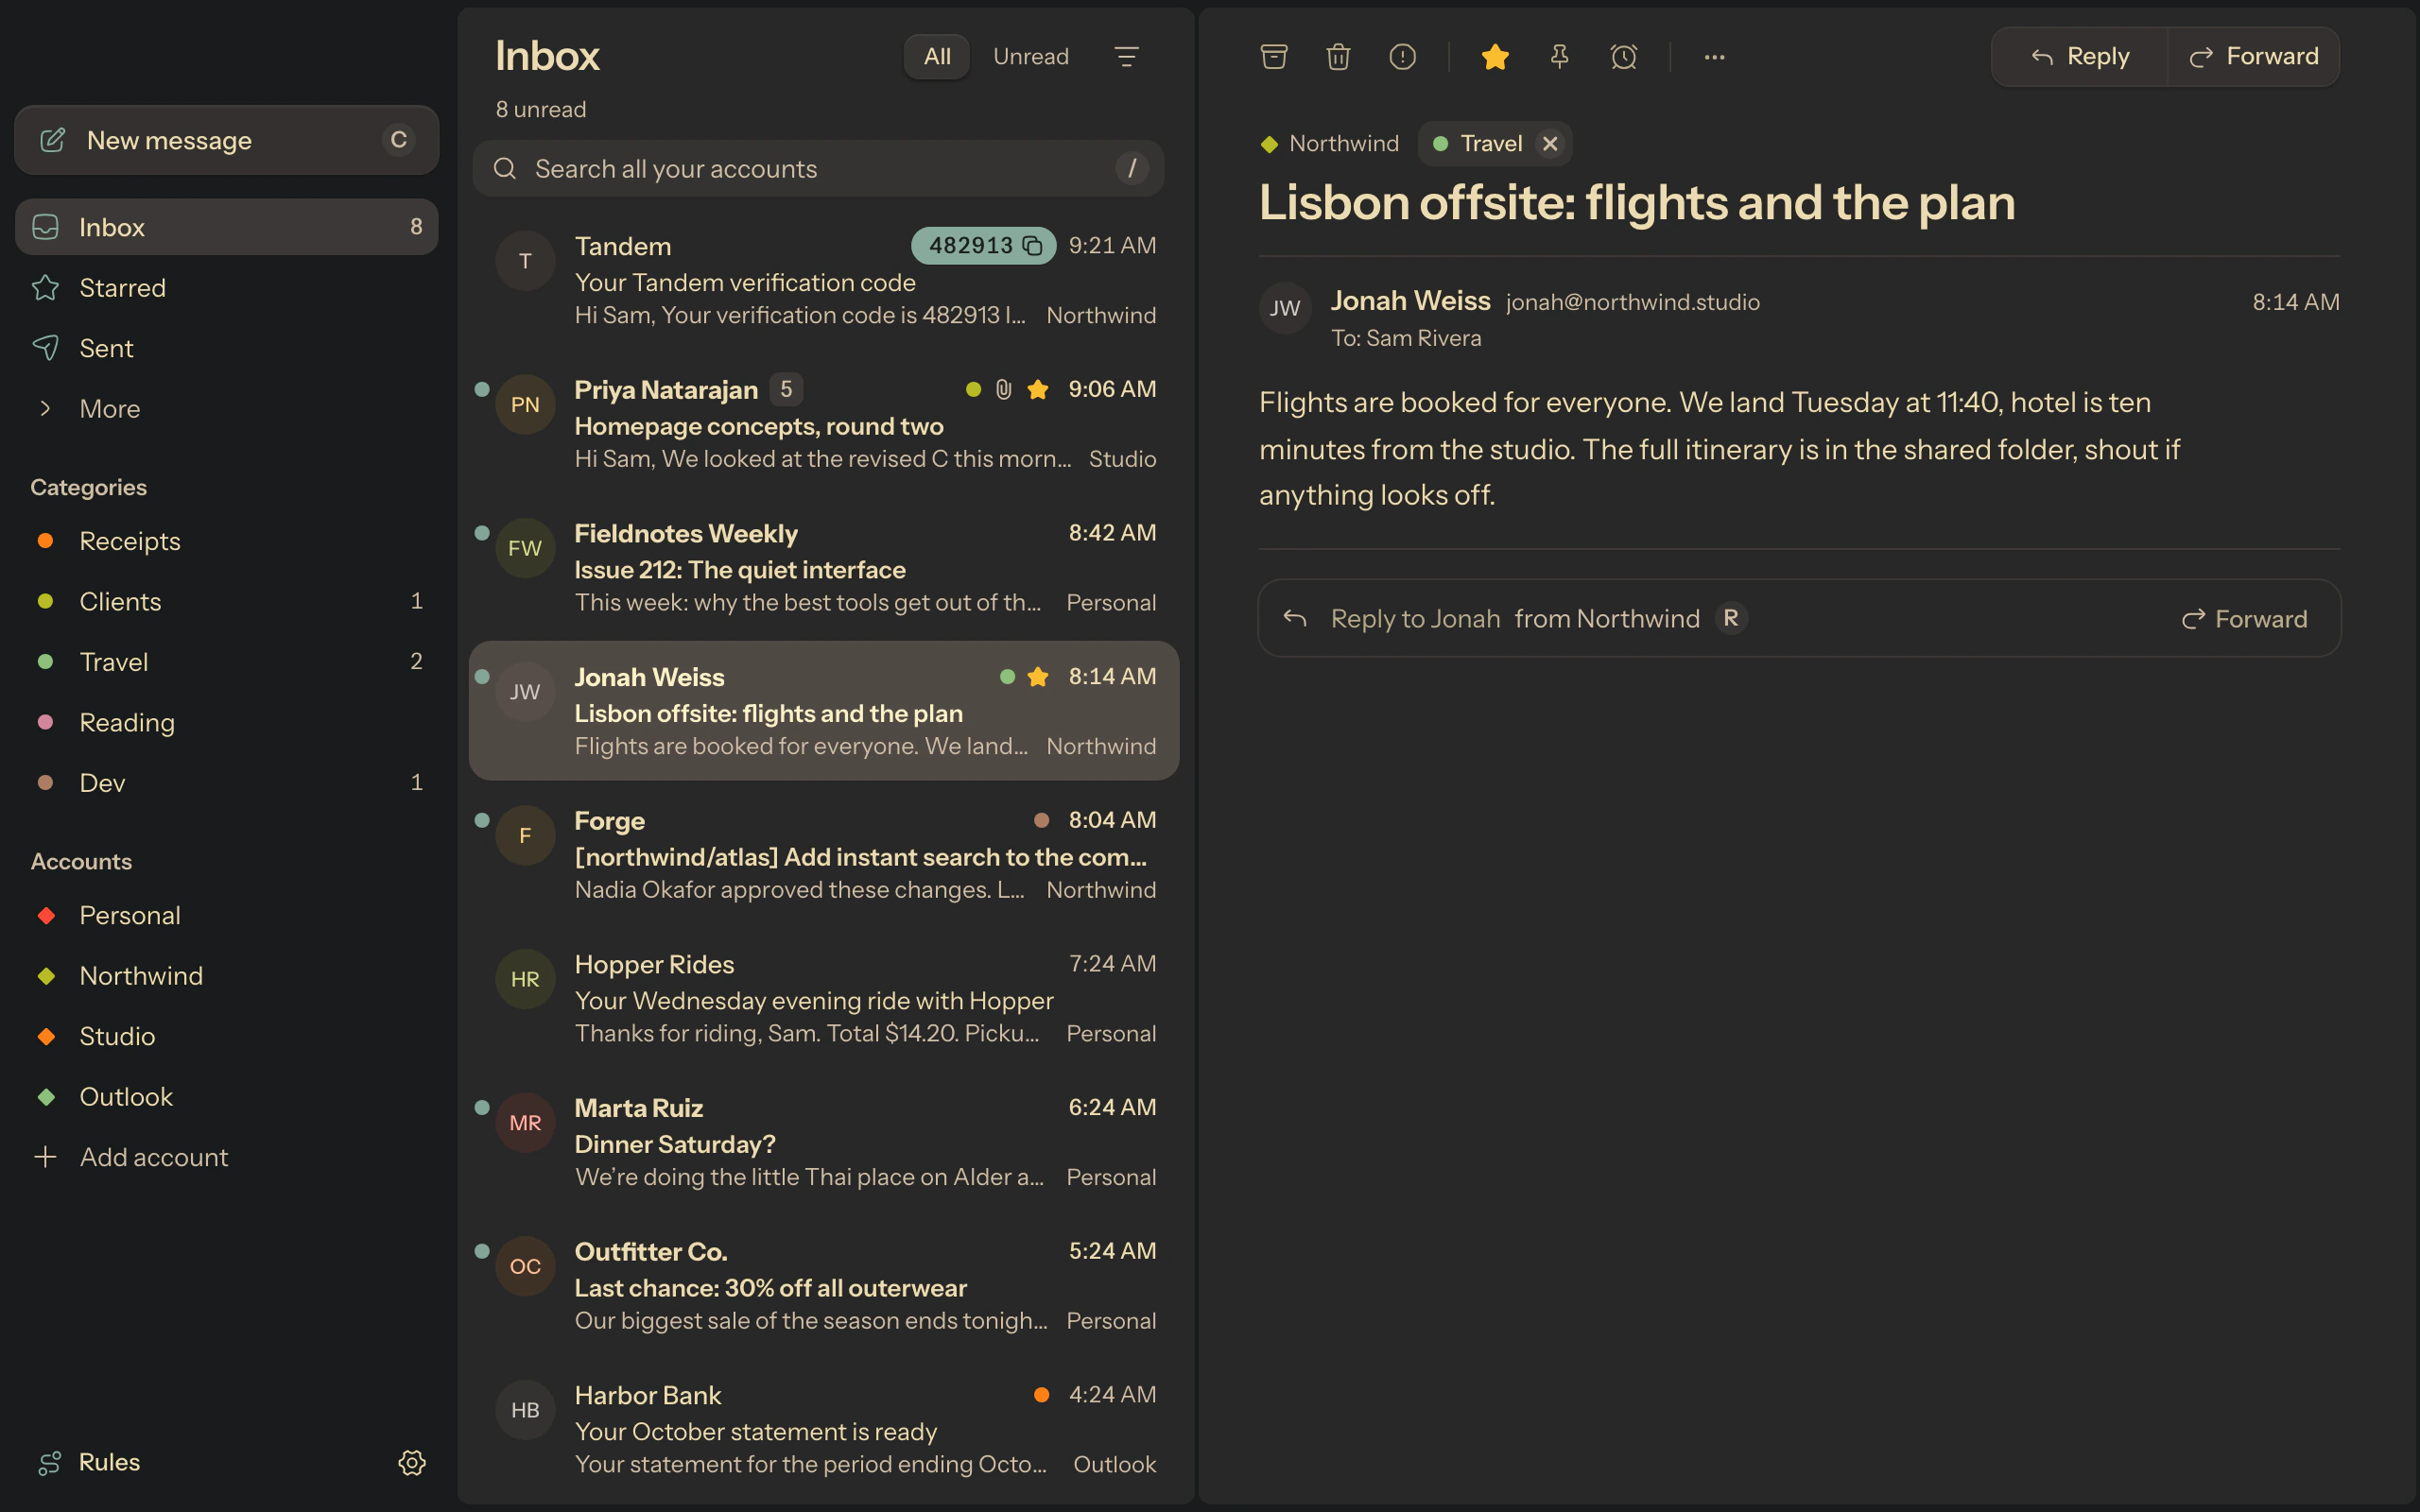 New message C
Inbox 8
Starred
Sent
More
Categories
Receipts
Clients 1
Travel 2
Reading
Dev 1
Accounts
Personal
Northwind
Studio
Outlook
Add account
Rules
Inbox All Unread
8 unread
Search all your accounts /
T Tandem 482913 9:21 AM
Your Tandem verification code
Hi Sam, Your verification code is 482913 I... Northwind
PN Priya Natarajan 5 9:06 AM
Homepage concepts, round two
Hi Sam, We looked at the revised C this morn... Studio
FW Fieldnotes Weekly 8:42 AM
Issue 212: The quiet interface
This week: why the best tools get out of th... Personal
JW Jonah Weiss 8:14 AM
Lisbon offsite: flights and the plan
Flights are booked for everyone. We land... Northwind
F Forge 8:04 AM
[northwind/atlas] Add instant search to the com...
Nadia Okafor approved these changes. L... Northwind
HR Hopper Rides 7:24 AM
Your Wednesday evening ride with Hopper
Thanks for riding, Sam. Total $14.20. Picku... Personal
MR Marta Ruiz 6:24 AM
Dinner Saturday?
We're doing the little Thai place on Alder a... Personal
OC Outfitter Co. 5:24 AM
Last chance: 30% off all outerwear
Our biggest sale of the season ends tonigh... Personal
HB Harbor Bank 4:24 AM
Your October statement is ready
Your statement for the period ending Octo... Outlook
Reply Forward
Northwind Travel
Lisbon offsite: flights and the plan
JW Jonah Weiss jonah@northwind.studio 8:14 AM
To: Sam Rivera
Flights are booked for everyone. We land Tuesday at 11:40, hotel is ten
minutes from the studio. The full itinerary is in the shared folder, shout if
anything looks off.
Reply to Jonah from Northwind R Forward